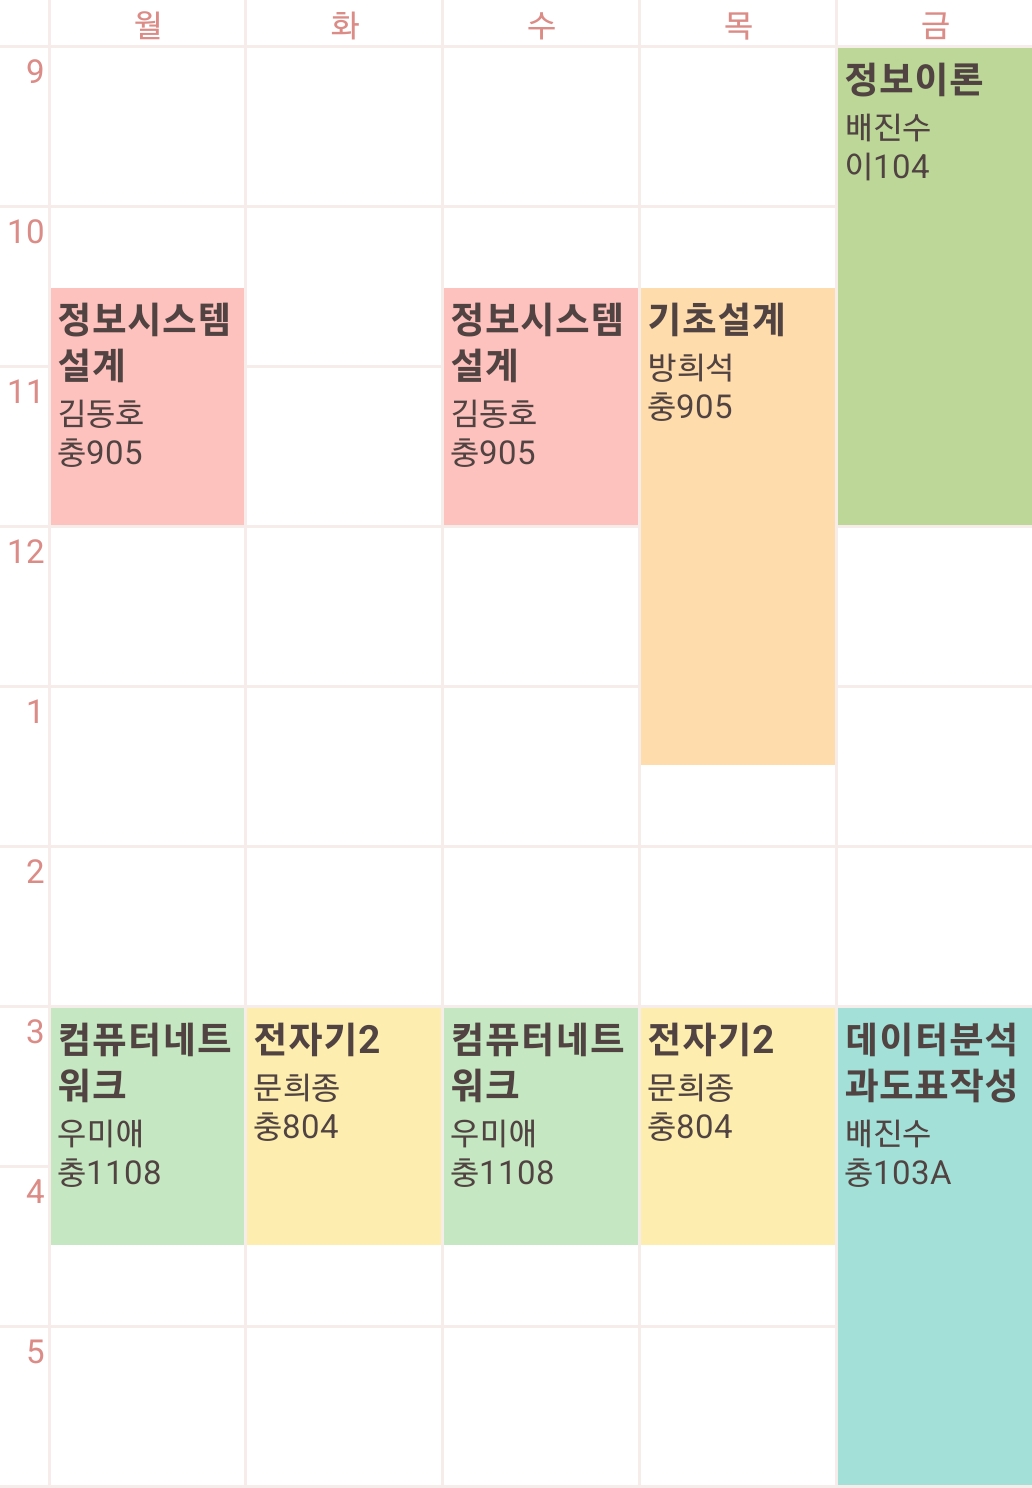 월 화 수 목 금
9
정보이론
배진수
이104
10
정보시스템
설계
김동호
충905
정보시스템
설계
김동호
충905
기초설계
방희석
충905
11
12
1
2
3
컴퓨터네트
워크
우미애
충1108
전자기2
문희종
충804
컴퓨터네트
워크
우미애
충1108
전자기2
문희종
충804
데이터분석
과도표작성
배진수
충103A
4
5